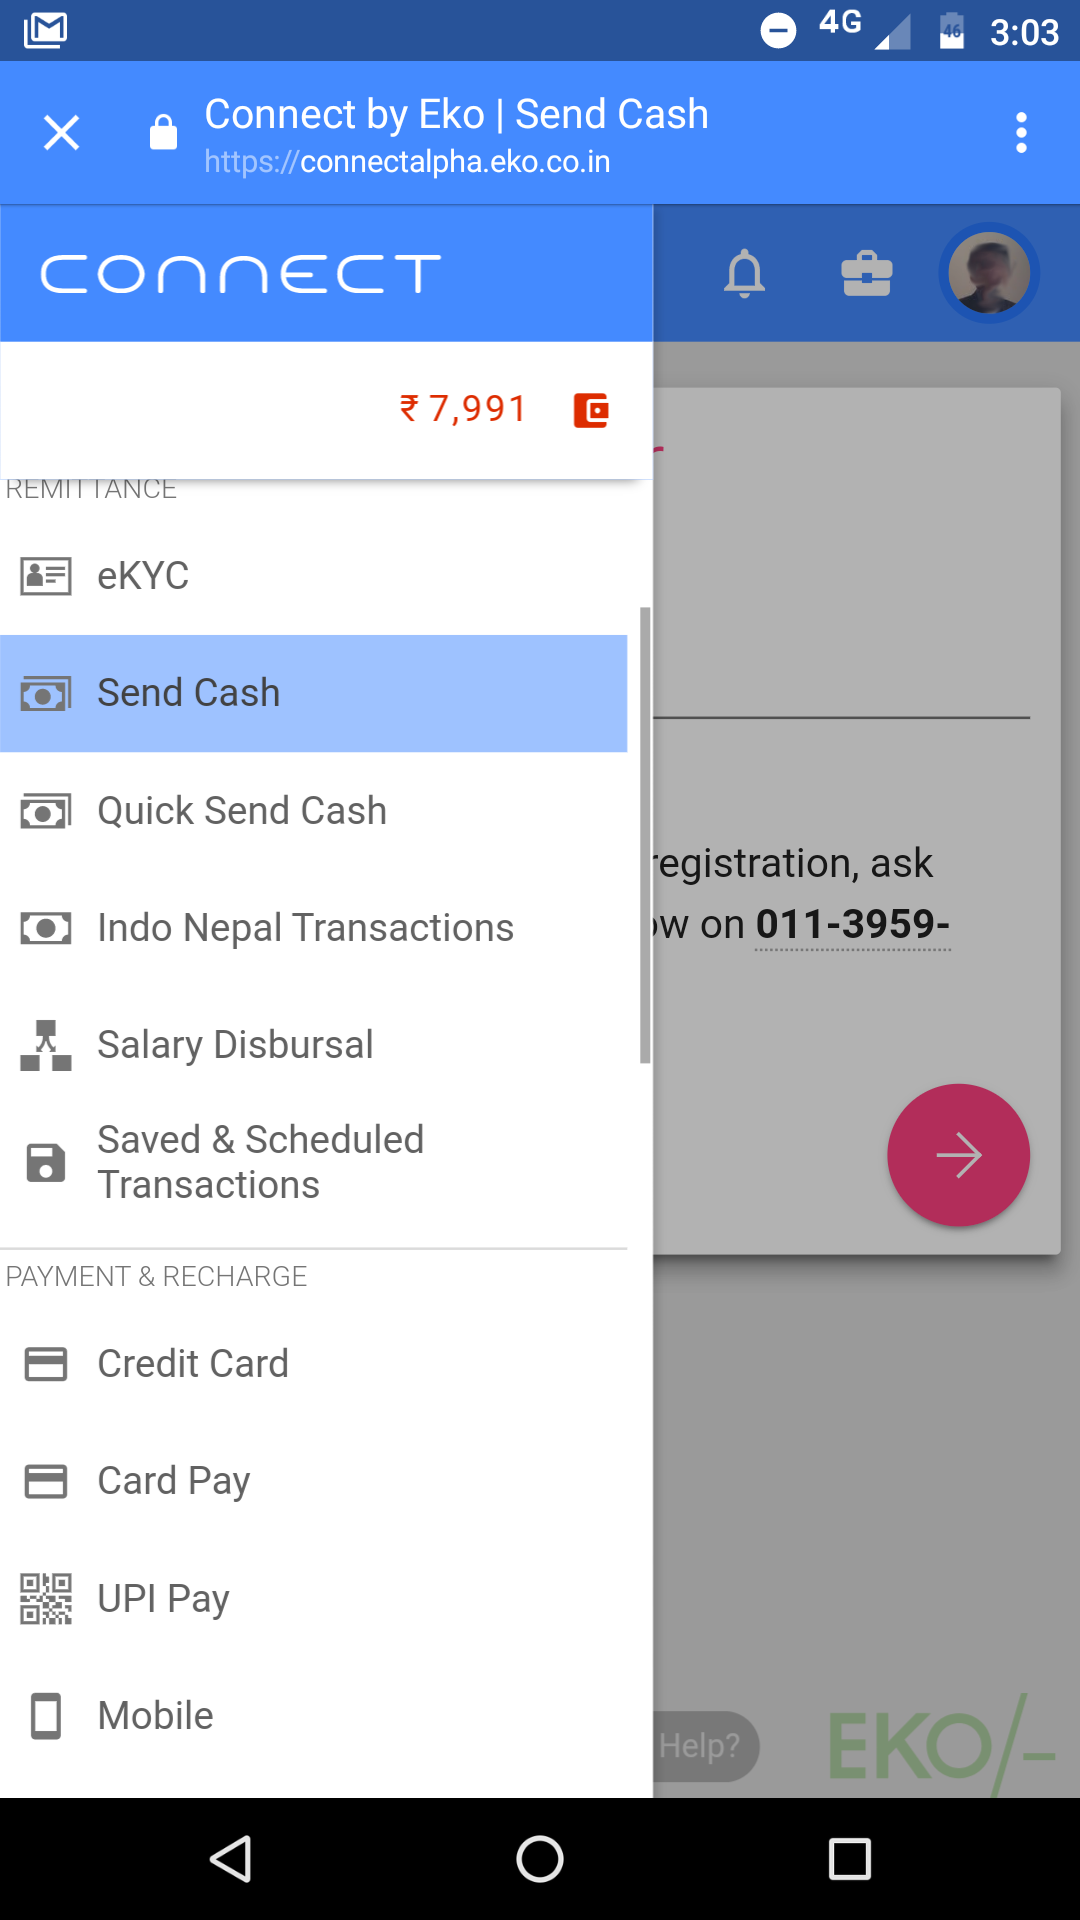 4G 46 3:03
Connect by Eko | Send Cash
https://connectalpha.eko.co.in
CONNECT
₹ 7,991
REMITTANCE
eKYC
Send Cash
Quick Send Cash
Indo Nepal Transactions
Salary Disbursal
Saved & Scheduled
Transactions
PAYMENT & RECHARGE
Credit Card
Card Pay
UPI Pay
Mobile
registration, ask
ow on 011-3959-
Help?
EKO/-